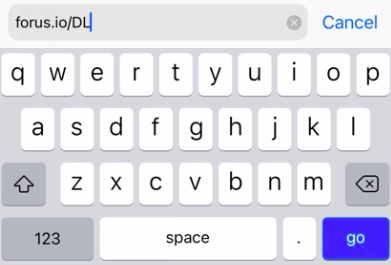 forus.io/DL Cancel
q w e r t y u i o p
a s d f g h j k l
z x c v b n m
123 space . go